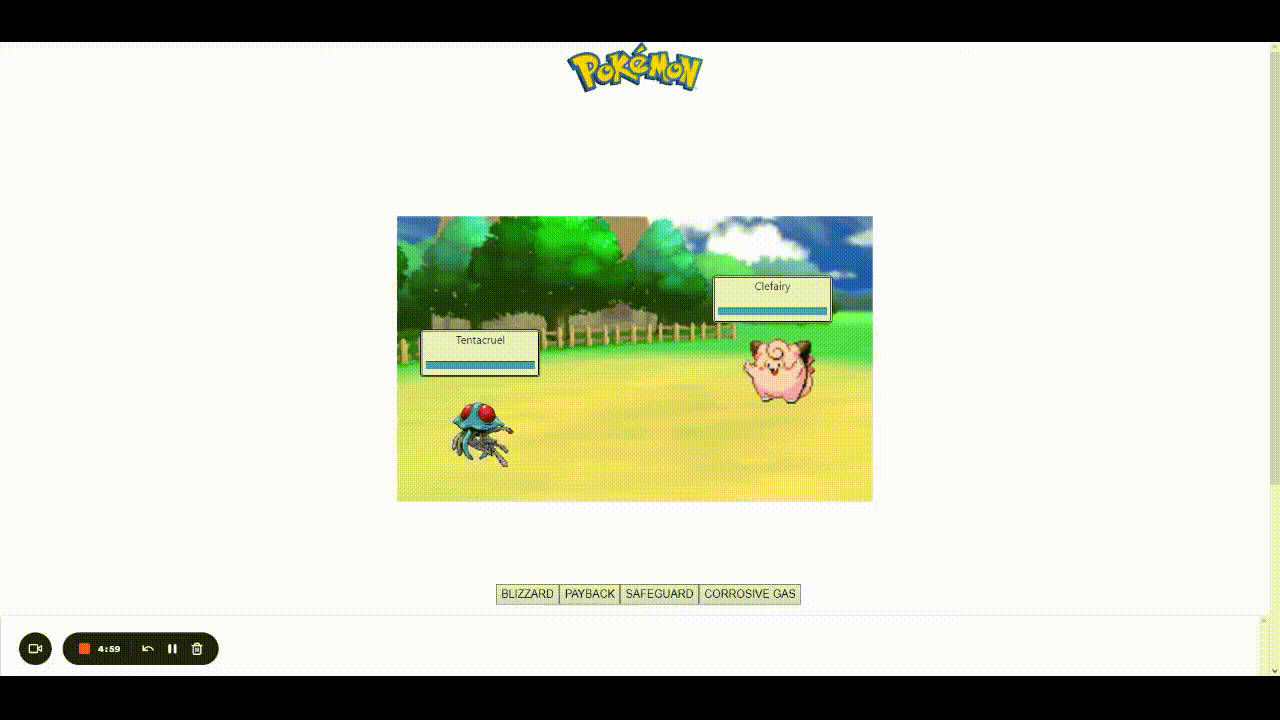 POKÉMON
Clefairy
Tentacruel
BLIZZARD PAYBACK SAFEGUARD CORROSIVE GAS
4:59